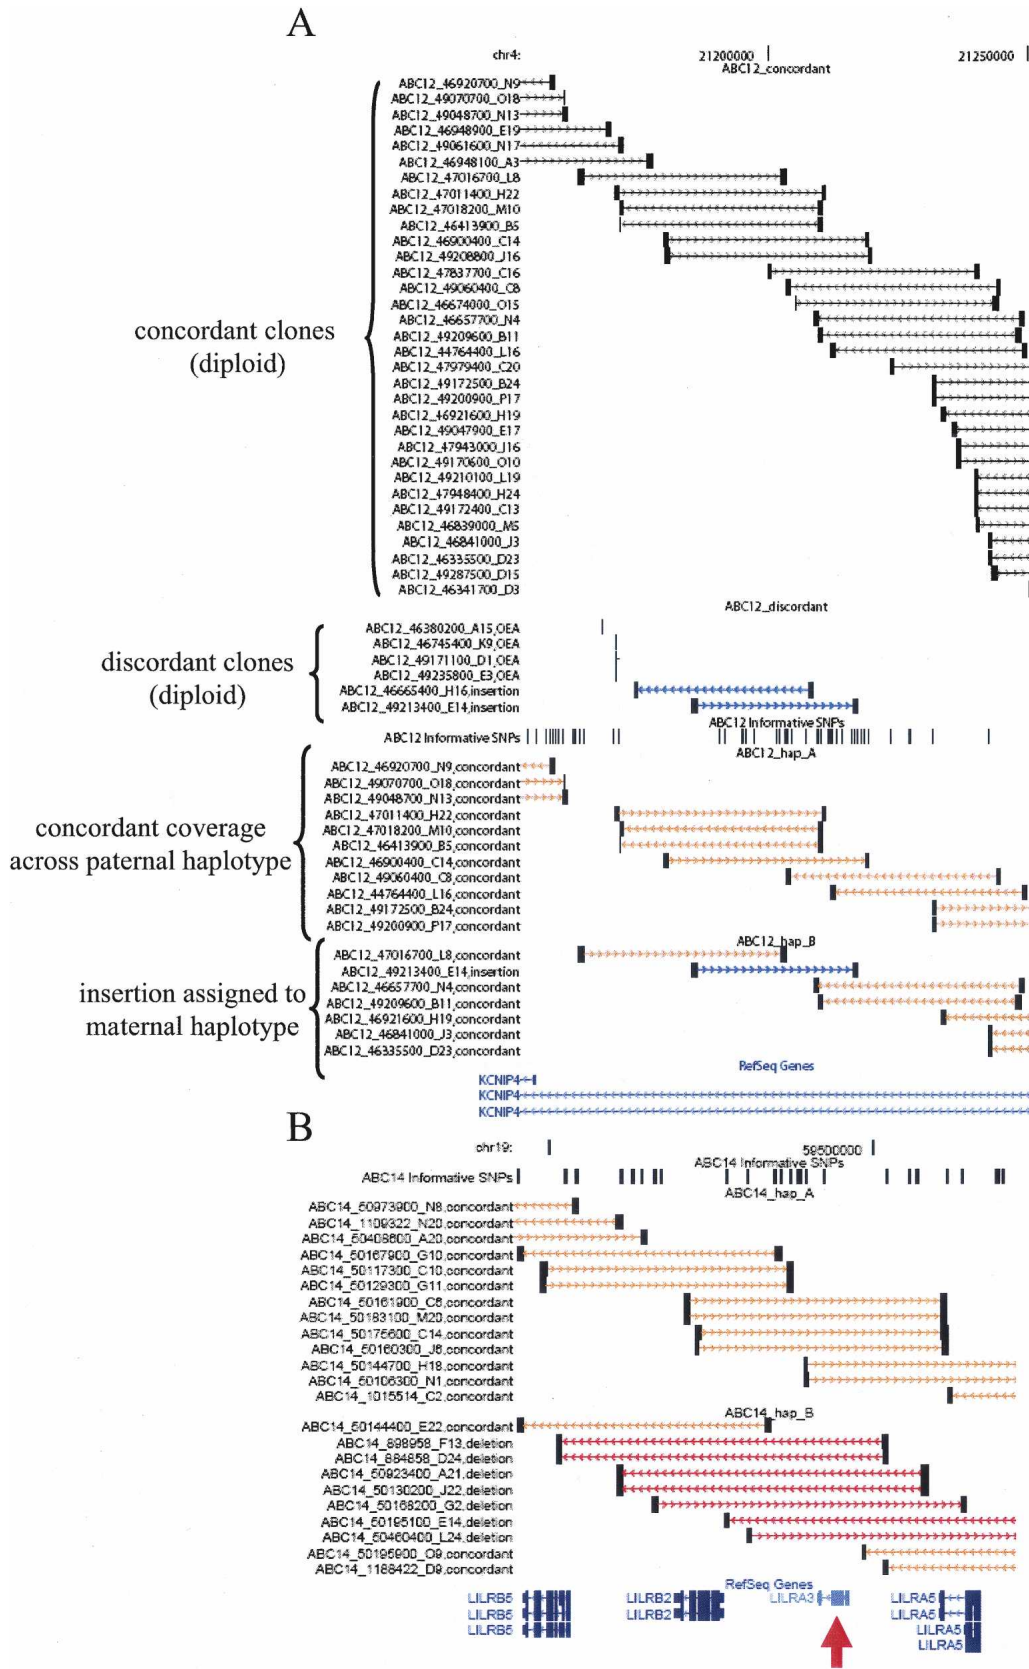 A
chr4: 21200000 21250000
ABC12_concordant
ABC12_46920700_N9
ABC12_49070700_O18
ABC12_49048700_N13
ABC12_46948900_E19
ABC12_49061600_N17
ABC12_46948100_A3
ABC12_47016700_L8
ABC12_47011400_H22
ABC12_47018200_M10
ABC12_46413900_B5
ABC12_46900400_C14
ABC12_49208800_J16
ABC12_47837700_C16
ABC12_49060400_C8
ABC12_46674000_O15
ABC12_46657700_N4
ABC12_49209600_B11
ABC12_44764400_L16
ABC12_47979400_C20
ABC12_49172500_B24
ABC12_49200900_P17
ABC12_46921600_H19
ABC12_49047900_E17
ABC12_47943000_J16
ABC12_49170600_O10
ABC12_49210100_L19
ABC12_47948400_H24
ABC12_49172400_C13
ABC12_46839000_M5
ABC12_46841000_J3
ABC12_46335500_D23
ABC12_49287500_D15
ABC12_46341700_D3
concordant clones
(diploid)
ABC12_discordant
ABC12_46380200_A15,OEA
ABC12_46745400_K9,OEA
ABC12_49171100_D1,OEA
ABC12_49235800_E3,OEA
ABC12_46665400_H16,insertion
ABC12_49213400_E14,insertion
discordant clones
(diploid)
ABC12 Informative SNPs
ABC12 Informative SNPs
ABC12_hap_A
ABC12_46920700_N9,concordant
ABC12_49070700_O18,concordant
ABC12_49048700_N13,concordant
ABC12_47011400_H22,concordant
ABC12_47018200_M10,concordant
ABC12_46413900_B5,concordant
ABC12_46900400_C14,concordant
ABC12_49060400_C8,concordant
ABC12_44764400_L16,concordant
ABC12_49172500_B24,concordant
ABC12_49200900_P17,concordant
concordant coverage
across paternal haplotype
ABC12_hap_B
ABC12_47016700_L8,concordant
ABC12_49213400_E14,insertion
ABC12_46657700_N4,concordant
ABC12_49209600_B11,concordant
ABC12_46921600_H19,concordant
ABC12_46841000_J3,concordant
ABC12_46335500_D23,concordant
insertion assigned to
maternal haplotype
RefSeq Genes
KCNIP4
KCNIP4
KCNIP4
B
chr19: 59500000
ABC14 Informative SNPs
ABC14 Informative SNPs
ABC14_hap_A
ABC14_50973900_N8,concordant
ABC14_1109322_N20,concordant
ABC14_50408600_A20,concordant
ABC14_50167900_G10,concordant
ABC14_50117300_C10,concordant
ABC14_50129300_G11,concordant
ABC14_50161900_C6,concordant
ABC14_50183100_M20,concordant
ABC14_50175600_C14,concordant
ABC14_50160300_J6,concordant
ABC14_50144700_H18,concordant
ABC14_50106300_N1,concordant
ABC14_1015514_C2,concordant
ABC14_hap_B
ABC14_50144400_E22,concordant
ABC14_898958_F13,deletion
ABC14_884858_D24,deletion
ABC14_50923400_A21,deletion
ABC14_50130200_J22,deletion
ABC14_50168200_G2,deletion
ABC14_50195100_E14,deletion
ABC14_50460400_L24,deletion
ABC14_50195900_O9,concordant
ABC14_1188422_D9,concordant
RefSeq Genes
LILRB5 LILRB2 LILRA3 LILRA5
LILRB5 LILRB2 LILRA5
LILRB5 LILRA5
LILRA5